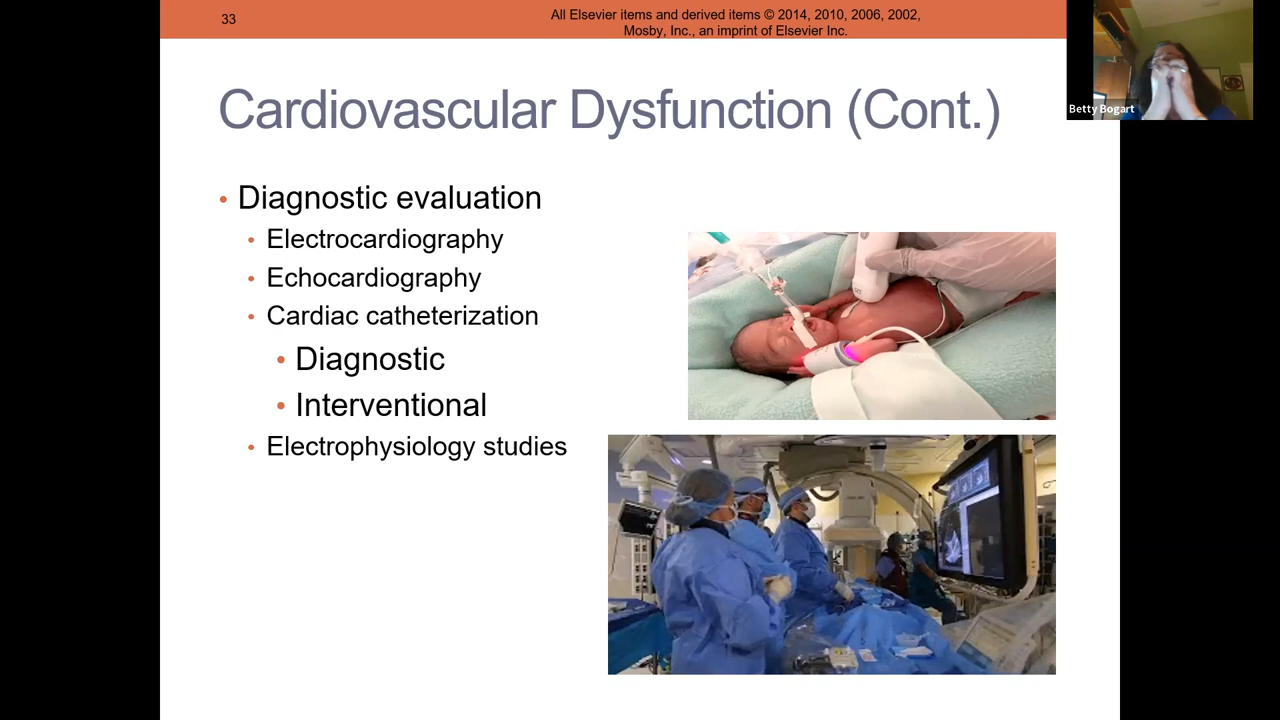 33
All Elsevier items and derived items © 2014, 2010, 2006, 2002,
Mosby, Inc., an imprint of Elsevier Inc.
Betty Bogart
Cardiovascular Dysfunction (Cont.)
• Diagnostic evaluation
• Electrocardiography
• Echocardiography
• Cardiac catheterization
• Diagnostic
• Interventional
• Electrophysiology studies